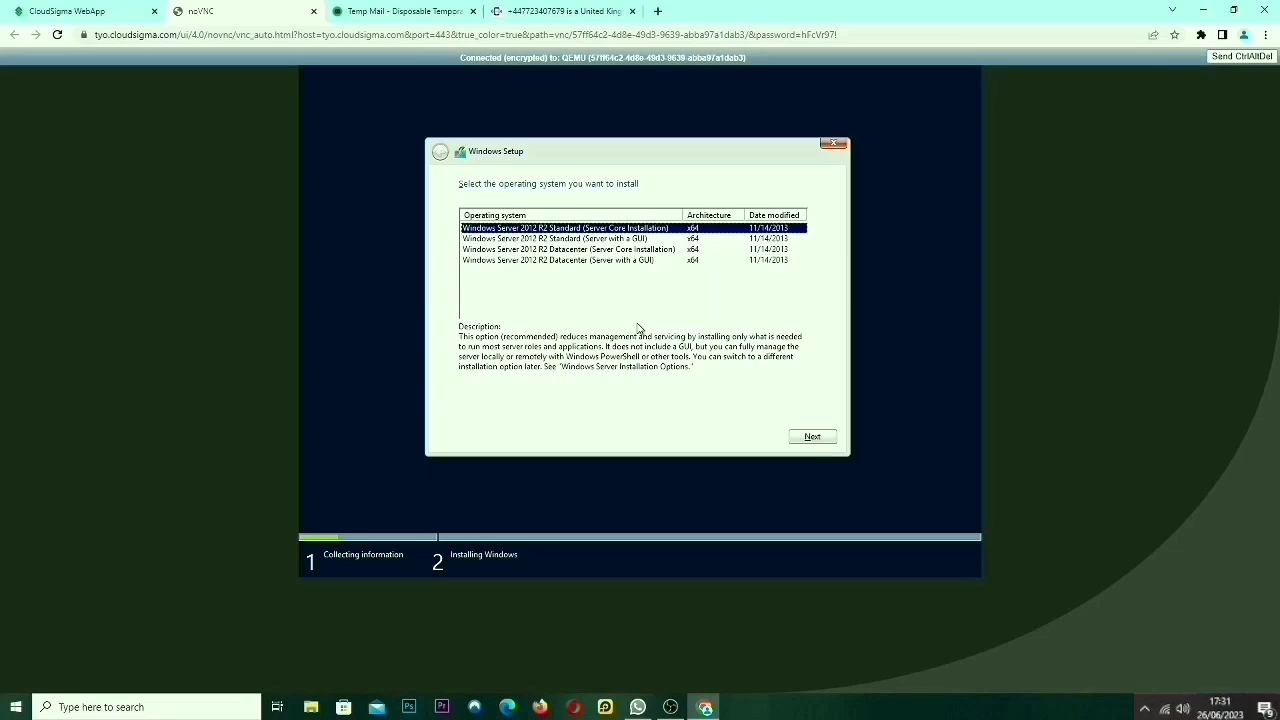 CloudSigma WebApp
noVNC
Temp Mail - Disposable Tempora
+447723407679 is a United King
tyo.cloudsigma.com/ui/4.0/novnc/vnc_auto.html?host=tyo.cloudsigma.com&port=443&true_color=true&path=vnc/57ff64c2-4d8e-49d3-9639-abba97a1dab3/&password=hFcVr97!
Connected (encrypted) to: QEMU (57ff64c2-4d8e-49d3-9639-abba97a1dab3)
Send CtrlAltDel
Windows Setup
Select the operating system you want to install
Operating system Architecture Date modified
Windows Server 2012 R2 Standard (Server Core Installation) x64 11/14/2013
Windows Server 2012 R2 Standard (Server with a GUI) x64 11/14/2013
Windows Server 2012 R2 Datacenter (Server Core Installation) x64 11/14/2013
Windows Server 2012 R2 Datacenter (Server with a GUI) x64 11/14/2013
Description:
This option (recommended) reduces management and servicing by installing only what is needed
to run most server roles and applications. It does not include a GUI, but you can fully manage the
server locally or remotely with Windows PowerShell or other tools. You can switch to a different
installation option later. See "Windows Server Installation Options."
Next
1 Collecting information
2 Installing Windows
Type here to search
Ps
Pr
17:31
26/06/2023